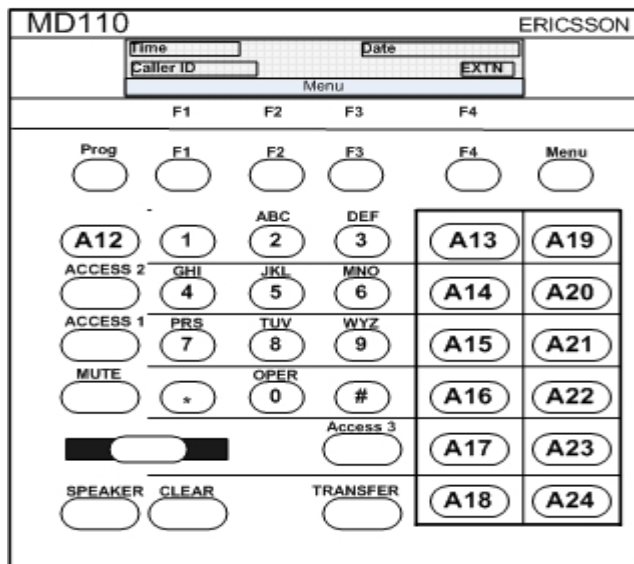 MD110 ERICSSON
Time Date
Caller ID EXTN
Menu
F1 F2 F3 F4
Prog F1 F2 F3 F4 Menu
ABC DEF
A12 1 2 3 A13 A19
ACCESS 2 GHI JKL MNO
4 5 6 A14 A20
ACCESS 1 PRS TUV WYZ
7 8 9 A15 A21
MUTE OPER
* 0 # A16 A22
Access 3
A17 A23
SPEAKER CLEAR TRANSFER
A18 A24